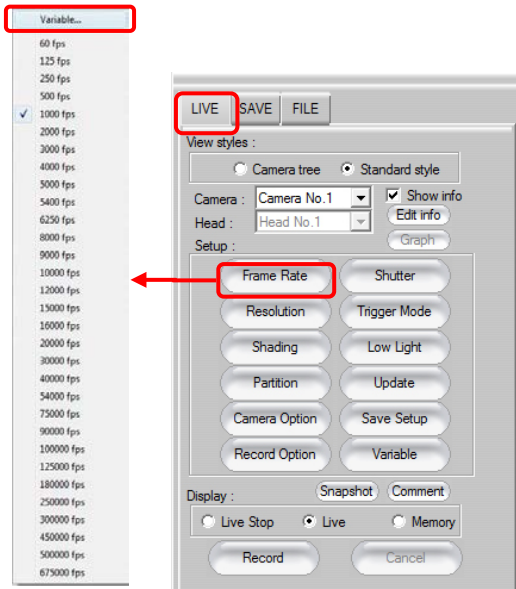 Variable...
60 fps
125 fps
250 fps
500 fps
1000 fps
2000 fps
3000 fps
4000 fps
5000 fps
5400 fps
6250 fps
8000 fps
9000 fps
10000 fps
12000 fps
15000 fps
16000 fps
20000 fps
30000 fps
40000 fps
54000 fps
75000 fps
90000 fps
100000 fps
125000 fps
180000 fps
250000 fps
300000 fps
450000 fps
500000 fps
675000 fps
LIVE SAVE FILE
View styles :
Camera tree Standard style
Camera : Camera No.1 Show info
Head : Head No.1 Edit info
Setup : Graph
Frame Rate Shutter
Resolution Trigger Mode
Shading Low Light
Partition Update
Camera Option Save Setup
Record Option Variable
Display : Snapshot Comment
Live Stop Live Memory
Record Cancel